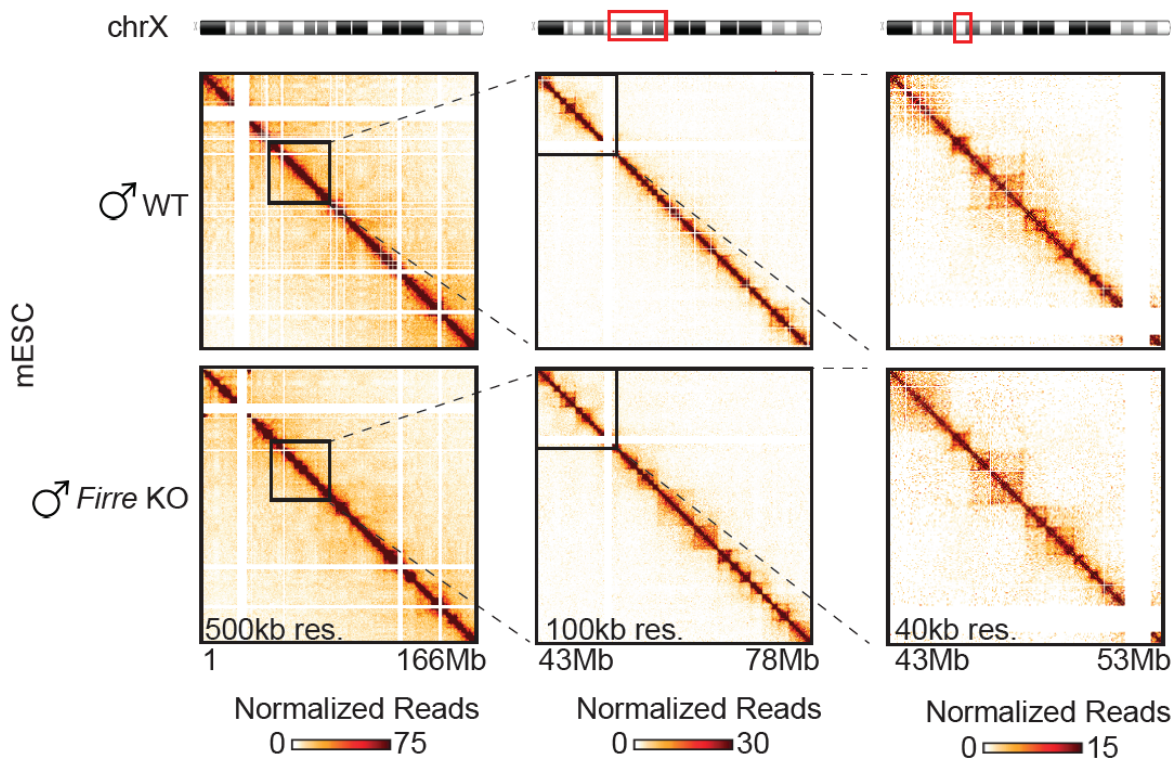 chrX
mESC
♂ WT
♂ Firre KO
500kb res.
100kb res.
40kb res.
1 166Mb
43Mb 78Mb
43Mb 53Mb
Normalized Reads
0 75
Normalized Reads
0 30
Normalized Reads
0 15